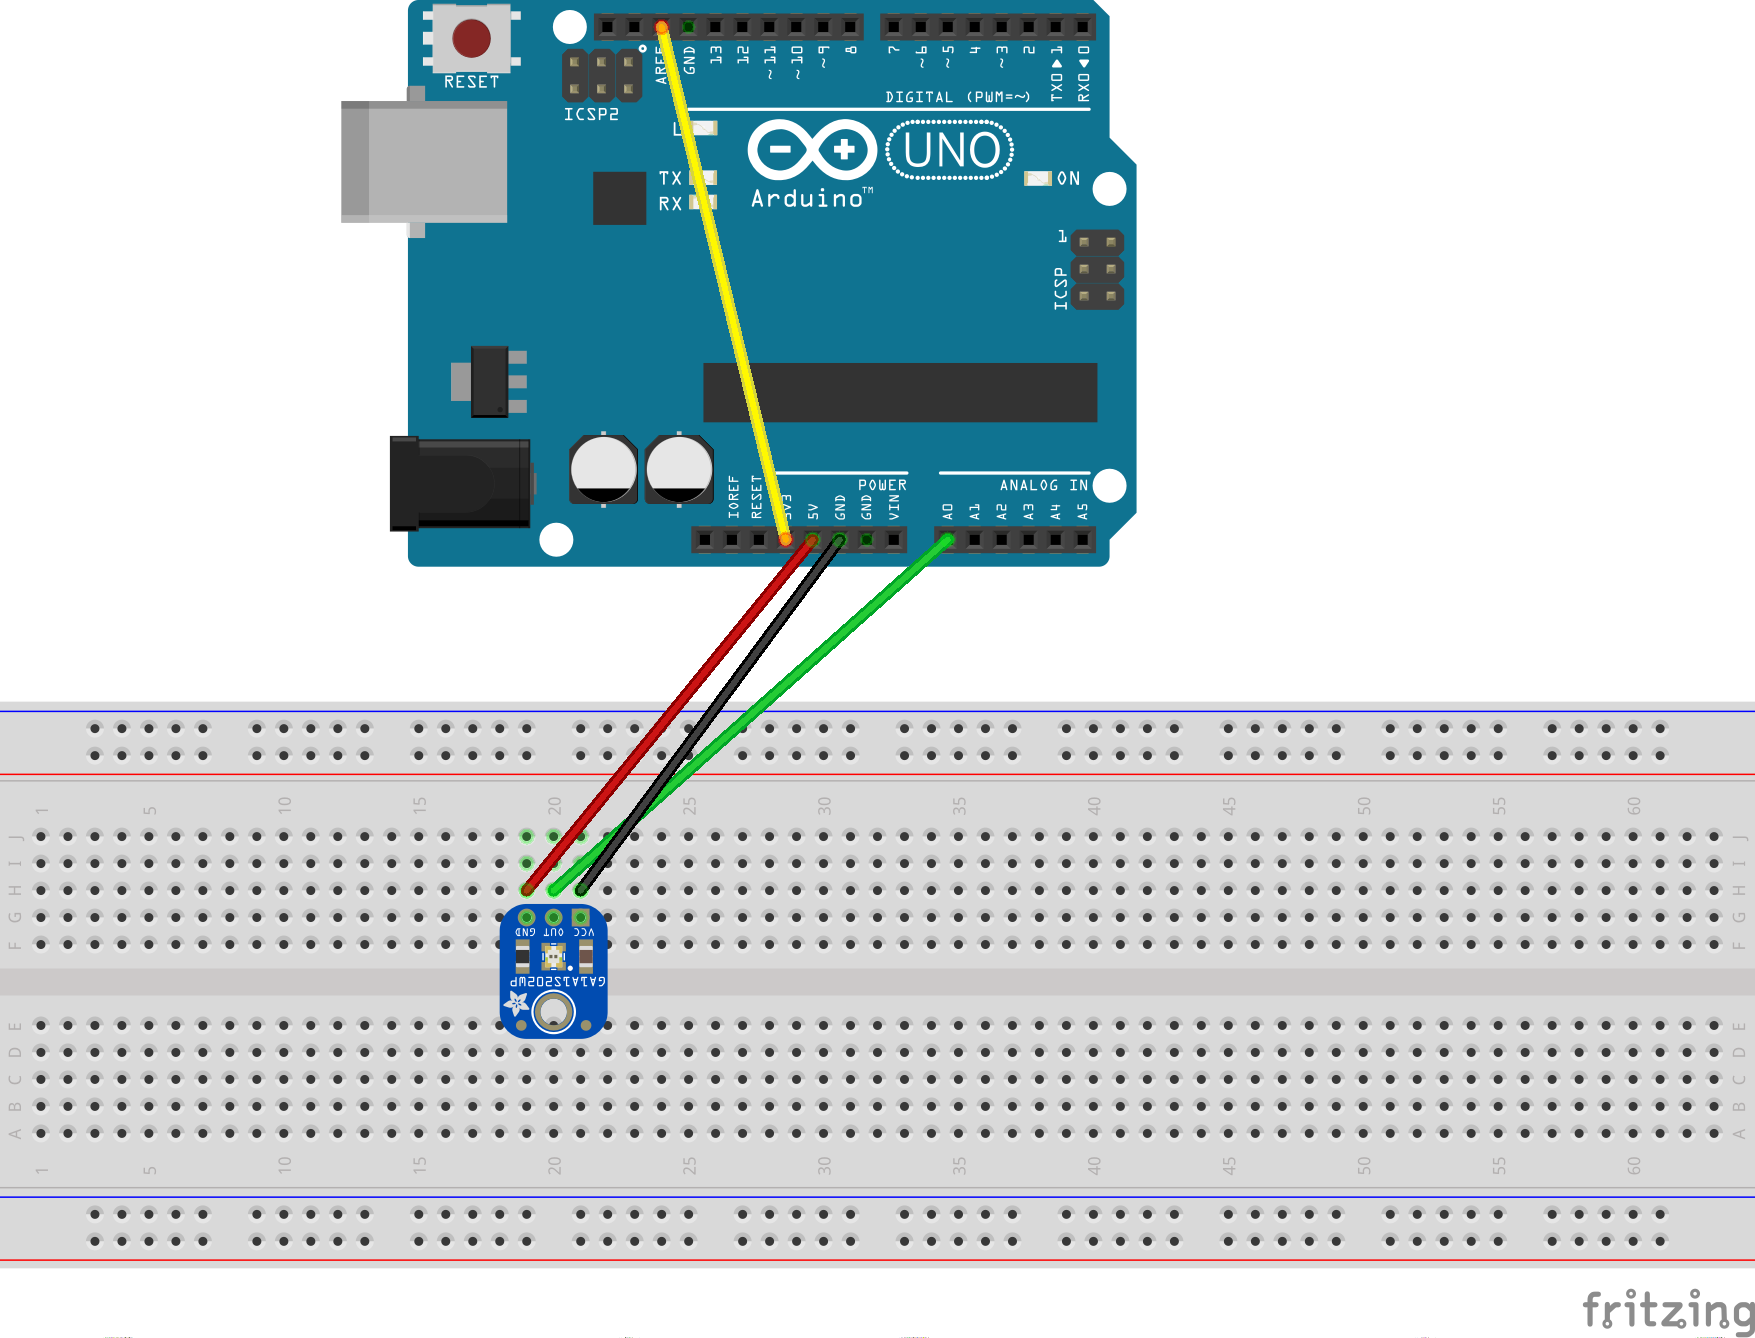 RESET
ICSP2
AREF
GND
13
12
~11
~10
~9
8
7
~6
~5
4
~3
2
TX0▶1
RX0◀0
DIGITAL (PWM=~)
L
TX
RX
Arduino™
UNO
ON
1
ICSP
IOREF
RESET
3V3
5V
GND
GND
VIN
POWER
A0
A1
A2
A3
A4
A5
ANALOG IN
1 5 10 15 20 25 30 35 40 45 50 55 60
J J
I I
H H
G G
F F
GND OUT VCC
GA1A1S202WP
E E
D D
C C
B B
A A
1 5 10 15 20 25 30 35 40 45 50 55 60
fritzing